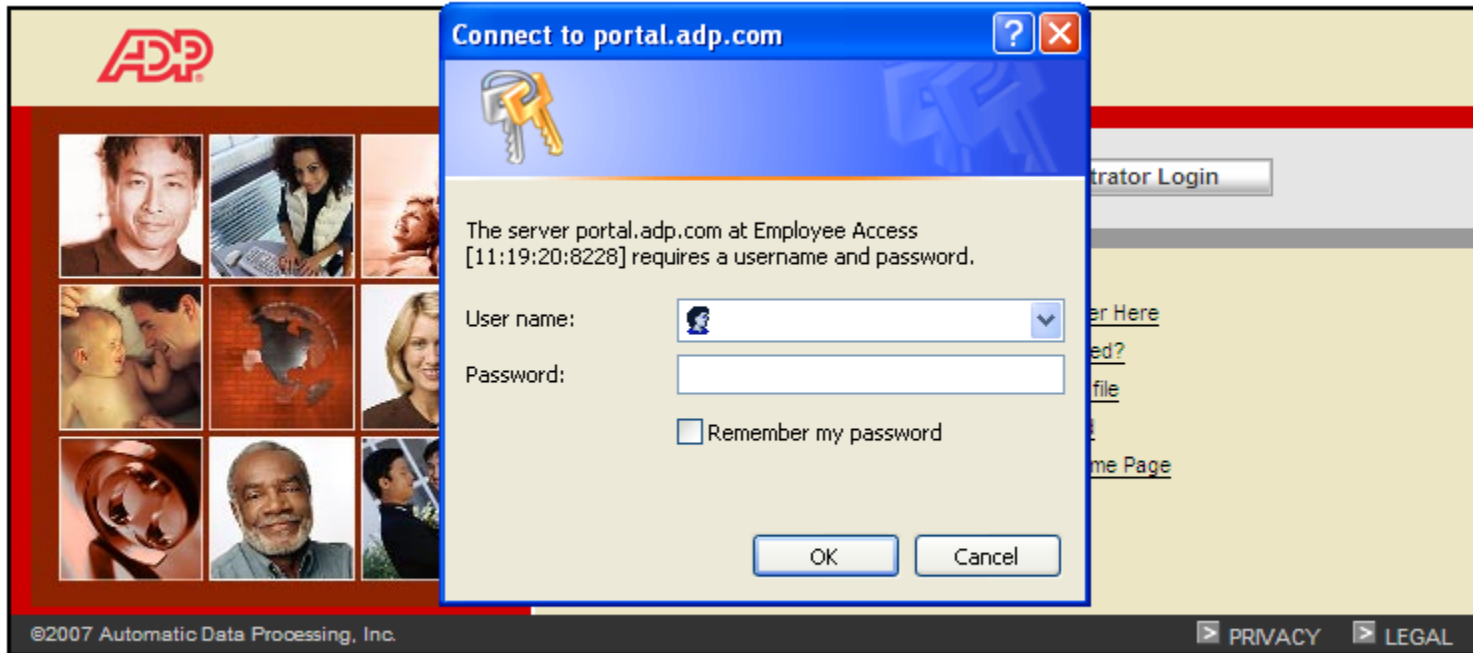 ADP
Connect to portal.adp.com
trator Login
The server portal.adp.com at Employee Access
[11:19:20:8228] requires a username and password.
User name:
Password:
Remember my password
OK
Cancel
er Here
ed?
file
me Page
©2007 Automatic Data Processing, Inc.
PRIVACY
LEGAL